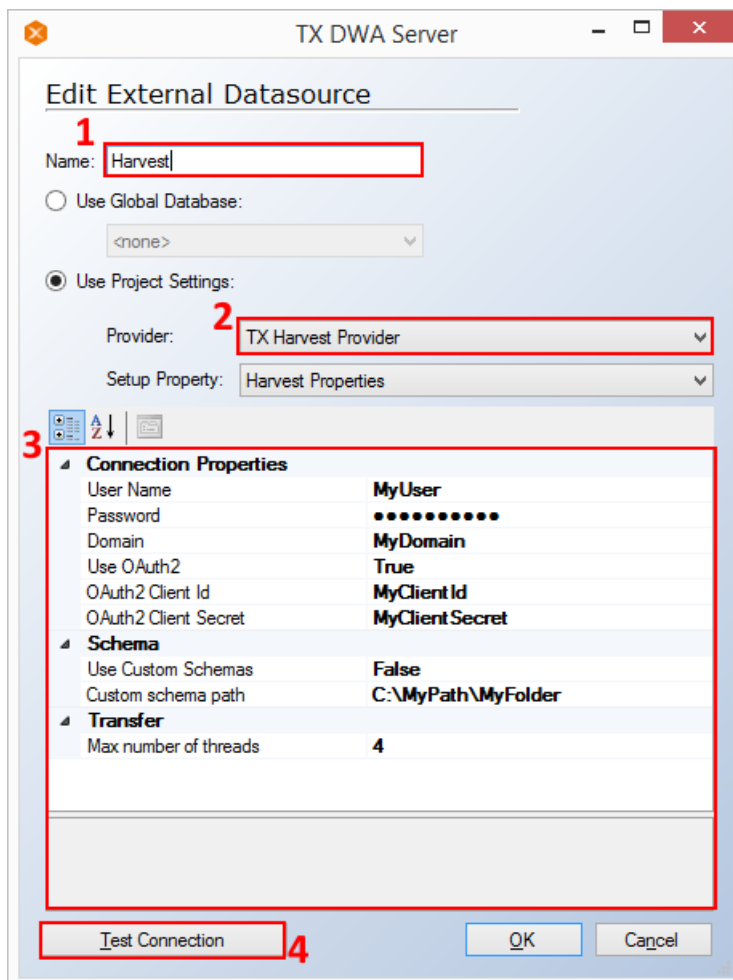 TX DWA Server
Edit External Datasource
1
Name: Harvest
Use Global Database:
<none>
Use Project Settings:
2
Provider: TX Harvest Provider
Setup Property: Harvest Properties
A
Z
3
Connection Properties
User Name MyUser
Password ●●●●●●●●●●
Domain MyDomain
Use OAuth2 True
OAuth2 Client Id MyClientId
OAuth2 Client Secret MyClientSecret
Schema
Use Custom Schemas False
Custom schema path C:\MyPath\MyFolder
Transfer
Max number of threads 4
Test Connection 4 OK Cancel